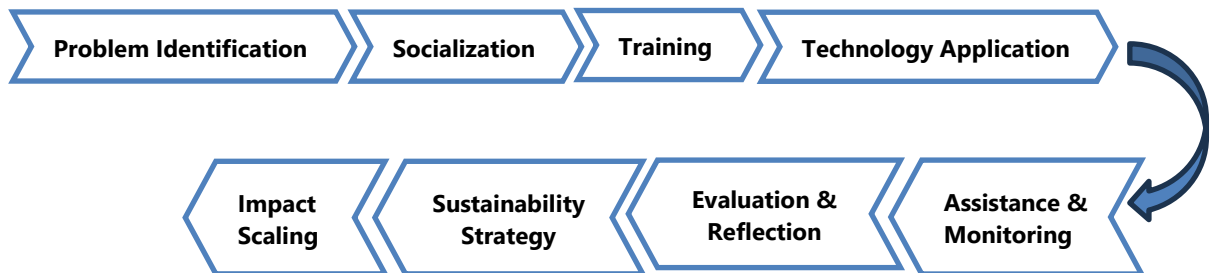 Problem Identification
Socialization
Training
Technology Application
Assistance &
Monitoring
Evaluation &
Reflection
Sustainability
Strategy
Impact
Scaling